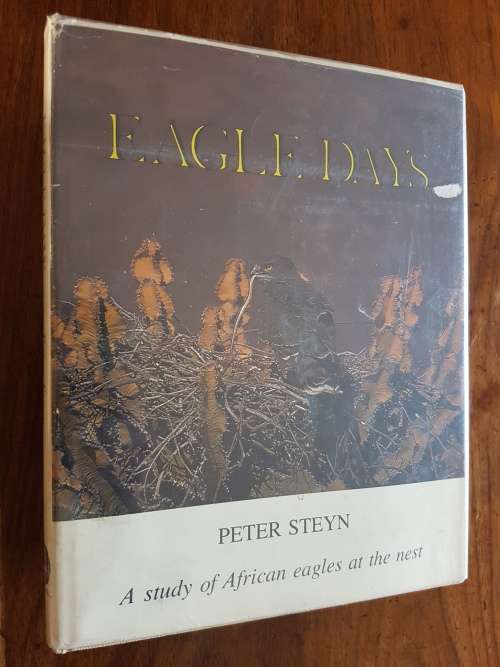 EAGLE DAYS
PETER STEYN
A study of African eagles at the nest